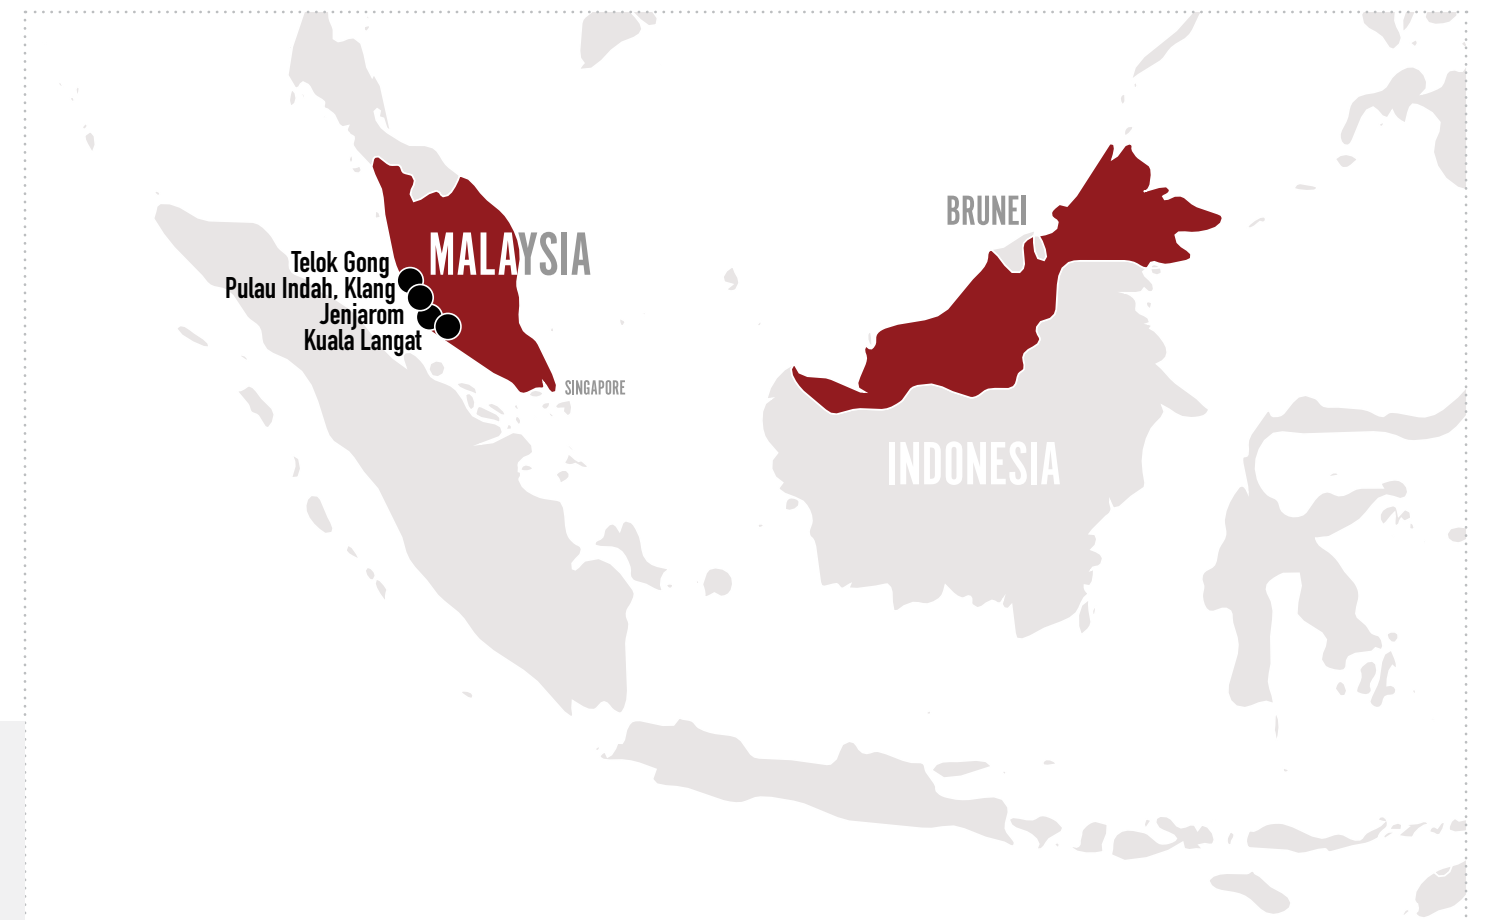 BRUNEI
MALAYSIA
Telok Gong
Pulau Indah, Klang
Jenjarom
Kuala Langat
SINGAPORE
INDONESIA